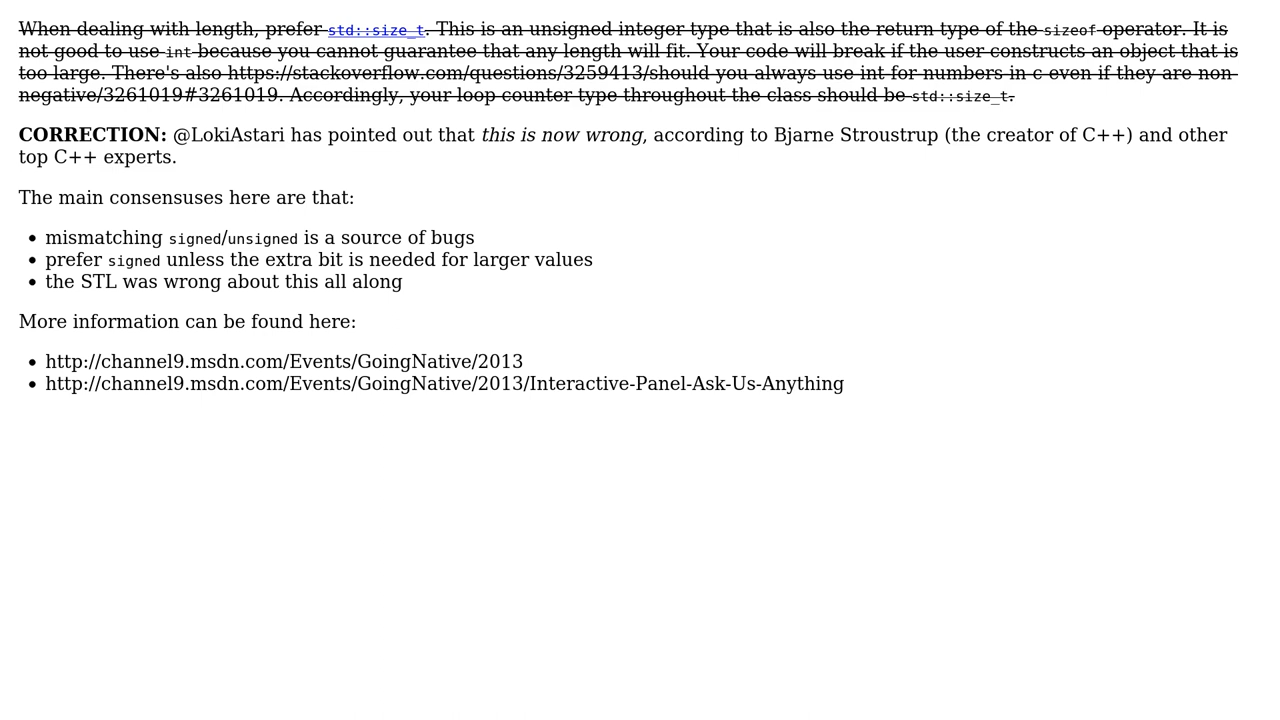 When dealing with length, prefer std::size_t. This is an unsigned integer type that is also the return type of the sizeof operator. It is
not good to use int because you cannot guarantee that any length will fit. Your code will break if the user constructs an object that is
too large. There's also https://stackoverflow.com/questions/3259413/should-you-always-use-int-for-numbers-in-c-even-if-they-are-non-
negative/3261019#3261019. Accordingly, your loop counter type throughout the class should be std::size_t.
CORRECTION: @LokiAstari has pointed out that this is now wrong, according to Bjarne Stroustrup (the creator of C++) and other
top C++ experts.
The main consensuses here are that:
• mismatching signed/unsigned is a source of bugs
• prefer signed unless the extra bit is needed for larger values
• the STL was wrong about this all along
More information can be found here:
• http://channel9.msdn.com/Events/GoingNative/2013
• http://channel9.msdn.com/Events/GoingNative/2013/Interactive-Panel-Ask-Us-Anything